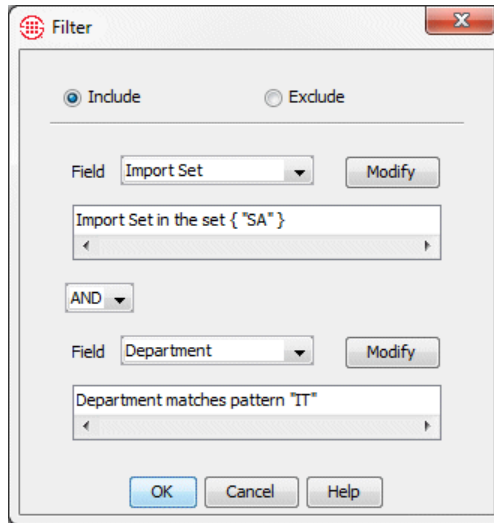 Filter
Include Exclude
Field Import Set Modify
Import Set in the set { "SA" }
AND
Field Department Modify
Department matches pattern "IT"
OK Cancel Help